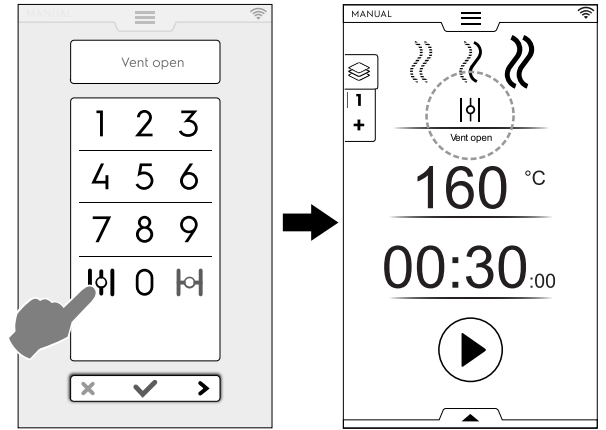 MANUAL
Vent open
1 2 3
4 5 6
7 8 9
0
MANUAL
1
+
Vent open
160 °C
00:30:00